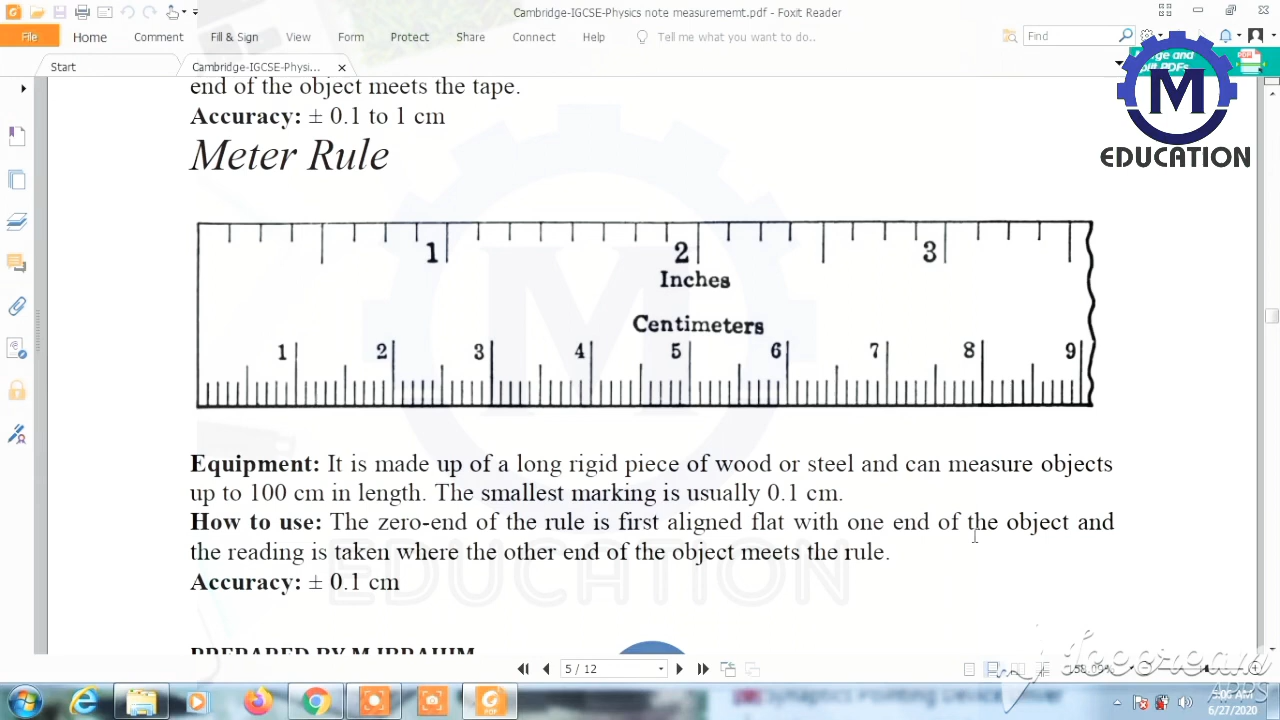 Cambridge-IGCSE-Physics note measurememt.pdf - Foxit Reader
File Home Comment Fill & Sign View Form Protect Share Connect Help Tell me what you want to do.. Find
Start Cambridge-IGCSE-Physi...
M
EDUCATION
end of the object meets the tape.
Accuracy: ± 0.1 to 1 cm
Meter Rule
1 2 3
Inches
Centimeters
1 2 3 4 5 6 7 8 9
Equipment: It is made up of a long rigid piece of wood or steel and can measure objects
up to 100 cm in length. The smallest marking is usually 0.1 cm.
How to use: The zero-end of the rule is first aligned flat with one end of the object and
the reading is taken where the other end of the object meets the rule.
Accuracy: ± 0.1 cm
EDUCATION
PREPARED BY M IBRAHIM
5 / 12
5:06 AM
6/27/2020